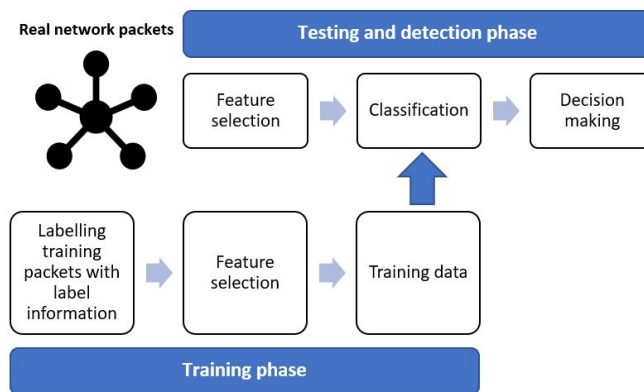 Real network packets
Testing and detection phase
Feature
selection
Classification
Decision
making
Labelling
training
packets with
label
information
Feature
selection
Training data
Training phase